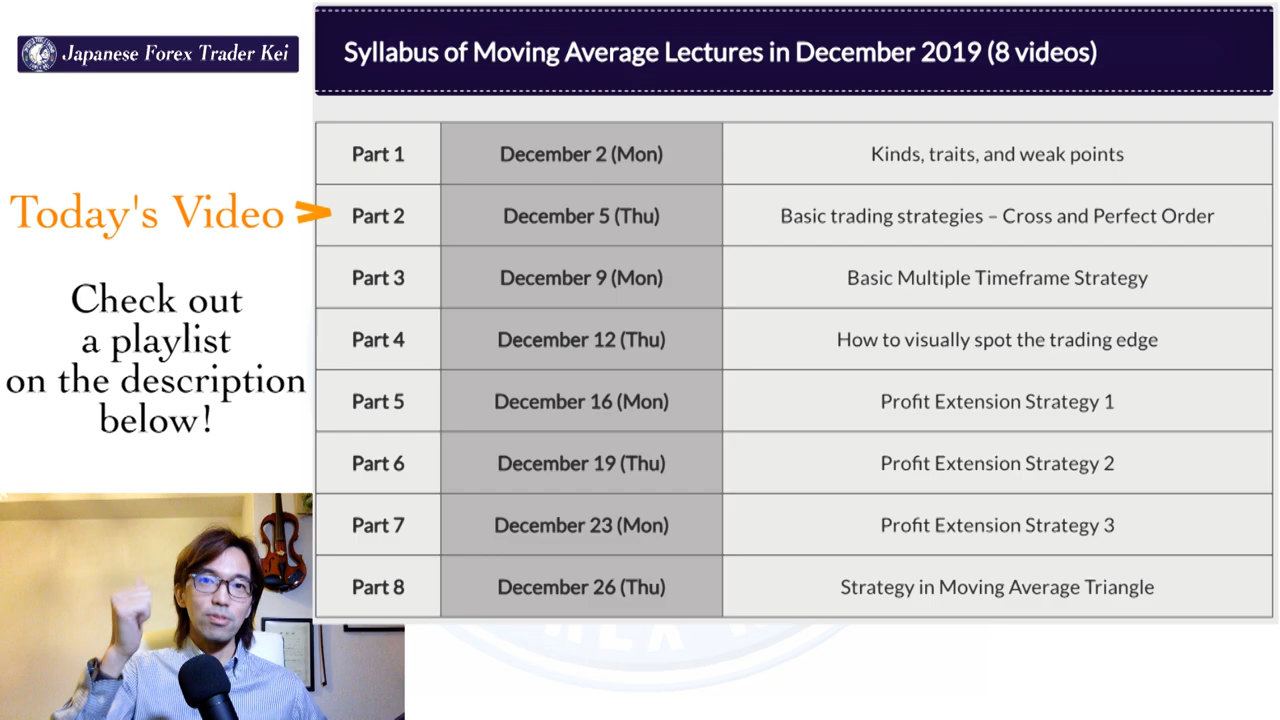 Japanese Forex Trader Kei
Syllabus of Moving Average Lectures in December 2019 (8 videos)
Part 1 December 2 (Mon) Kinds, traits, and weak points
Today's Video > Part 2 December 5 (Thu) Basic trading strategies – Cross and Perfect Order
Part 3 December 9 (Mon) Basic Multiple Timeframe Strategy
Part 4 December 12 (Thu) How to visually spot the trading edge
Part 5 December 16 (Mon) Profit Extension Strategy 1
Part 6 December 19 (Thu) Profit Extension Strategy 2
Part 7 December 23 (Mon) Profit Extension Strategy 3
Part 8 December 26 (Thu) Strategy in Moving Average Triangle
Check out
a playlist
on the description
below!